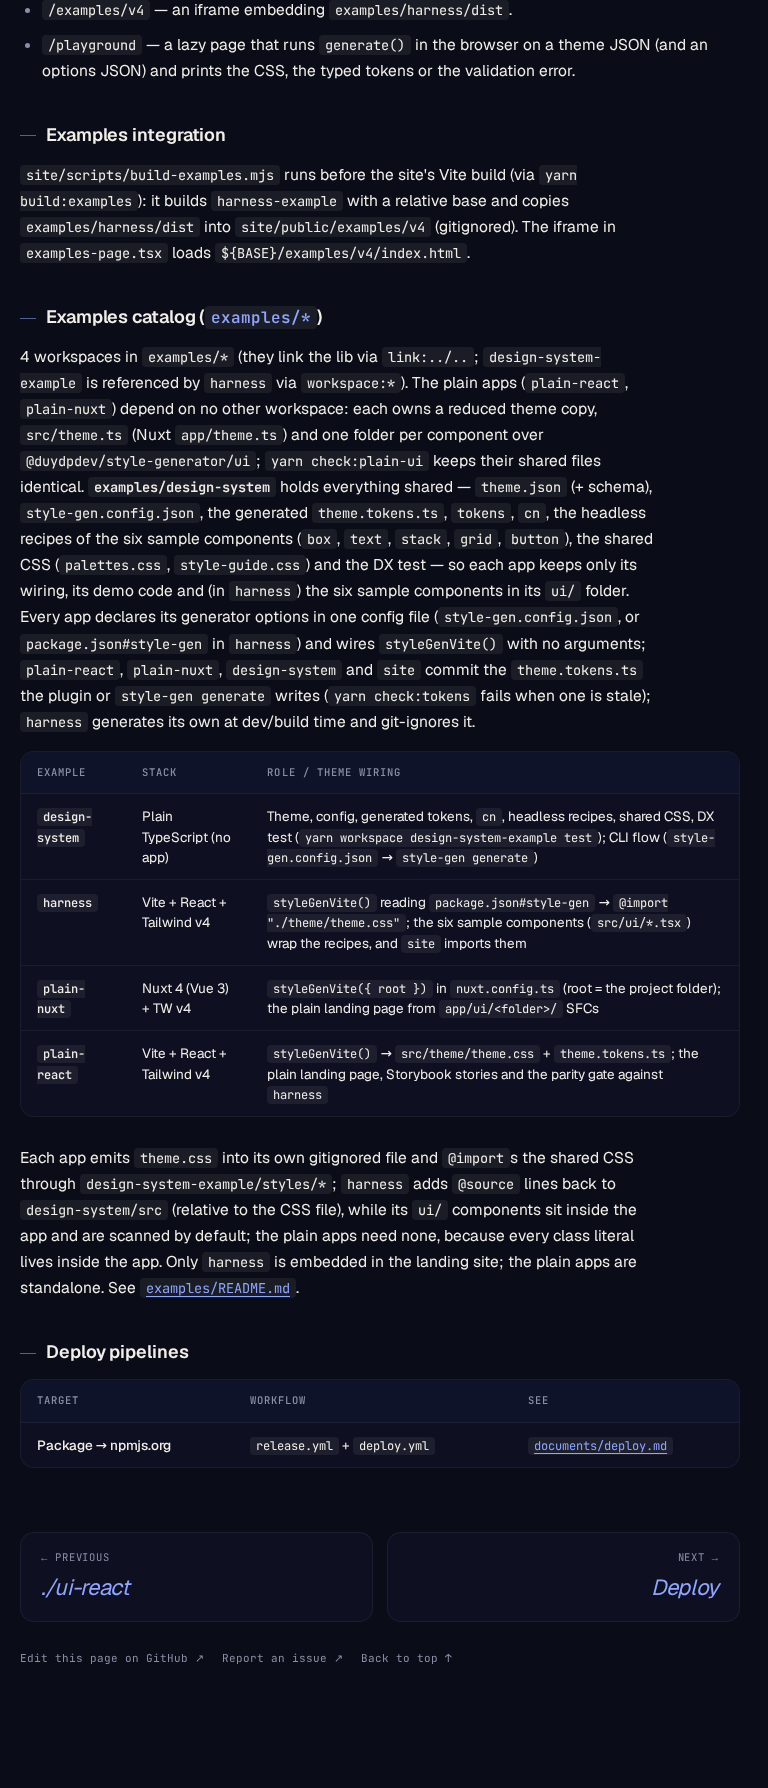 /examples/v4 — an iframe embedding examples/harness/dist.
/playground — a lazy page that runs generate() in the browser on a theme JSON (and an
options JSON) and prints the CSS, the typed tokens or the validation error.
— Examples integration
site/scripts/build-examples.mjs runs before the site's Vite build (via yarn
build:examples): it builds harness-example with a relative base and copies
examples/harness/dist into site/public/examples/v4 (gitignored). The iframe in
examples-page.tsx loads ${BASE}/examples/v4/index.html.
— Examples catalog (examples/*)
4 workspaces in examples/* (they link the lib via link:../..; design-system-
example is referenced by harness via workspace:*). The plain apps (plain-react,
plain-nuxt) depend on no other workspace: each owns a reduced theme copy,
src/theme.ts (Nuxt app/theme.ts) and one folder per component over
@duydpdev/style-generator/ui; yarn check:plain-ui keeps their shared files
identical. examples/design-system holds everything shared — theme.json (+ schema),
style-gen.config.json, the generated theme.tokens.ts, tokens, cn, the headless
recipes of the six sample components (box, text, stack, grid, button), the shared
CSS (palettes.css, style-guide.css) and the DX test — so each app keeps only its
wiring, its demo code and (in harness) the six sample components in its ui/ folder.
Every app declares its generator options in one config file (style-gen.config.json, or
package.json#style-gen in harness) and wires styleGenVite() with no arguments;
plain-react, plain-nuxt, design-system and site commit the theme.tokens.ts
the plugin or style-gen generate writes (yarn check:tokens fails when one is stale);
harness generates its own at dev/build time and git-ignores it.
EXAMPLE STACK ROLE / THEME WIRING
design-
system
Plain
TypeScript (no
app)
Theme, config, generated tokens, cn, headless recipes, shared CSS, DX
test (yarn workspace design-system-example test); CLI flow (style-
gen.config.json → style-gen generate)
harness
Vite + React +
Tailwind v4
styleGenVite() reading package.json#style-gen → @import
"./theme/theme.css"; the six sample components (src/ui/*.tsx)
wrap the recipes, and site imports them
plain-
nuxt
Nuxt 4 (Vue 3)
+ TW v4
styleGenVite({ root }) in nuxt.config.ts (root = the project folder);
the plain landing page from app/ui/<folder>/ SFCs
plain-
react
Vite + React +
Tailwind v4
styleGenVite() → src/theme/theme.css + theme.tokens.ts; the
plain landing page, Storybook stories and the parity gate against
harness
Each app emits theme.css into its own gitignored file and @imports the shared CSS
through design-system-example/styles/*; harness adds @source lines back to
design-system/src (relative to the CSS file), while its ui/ components sit inside the
app and are scanned by default; the plain apps need none, because every class literal
lives inside the app. Only harness is embedded in the landing site; the plain apps are
standalone. See examples/README.md.
— Deploy pipelines
TARGET WORKFLOW SEE
Package → npmjs.org release.yml + deploy.yml documents/deploy.md
← PREVIOUS
./ui-react
NEXT →
Deploy
Edit this page on GitHub ↗ Report an issue ↗ Back to top ↑